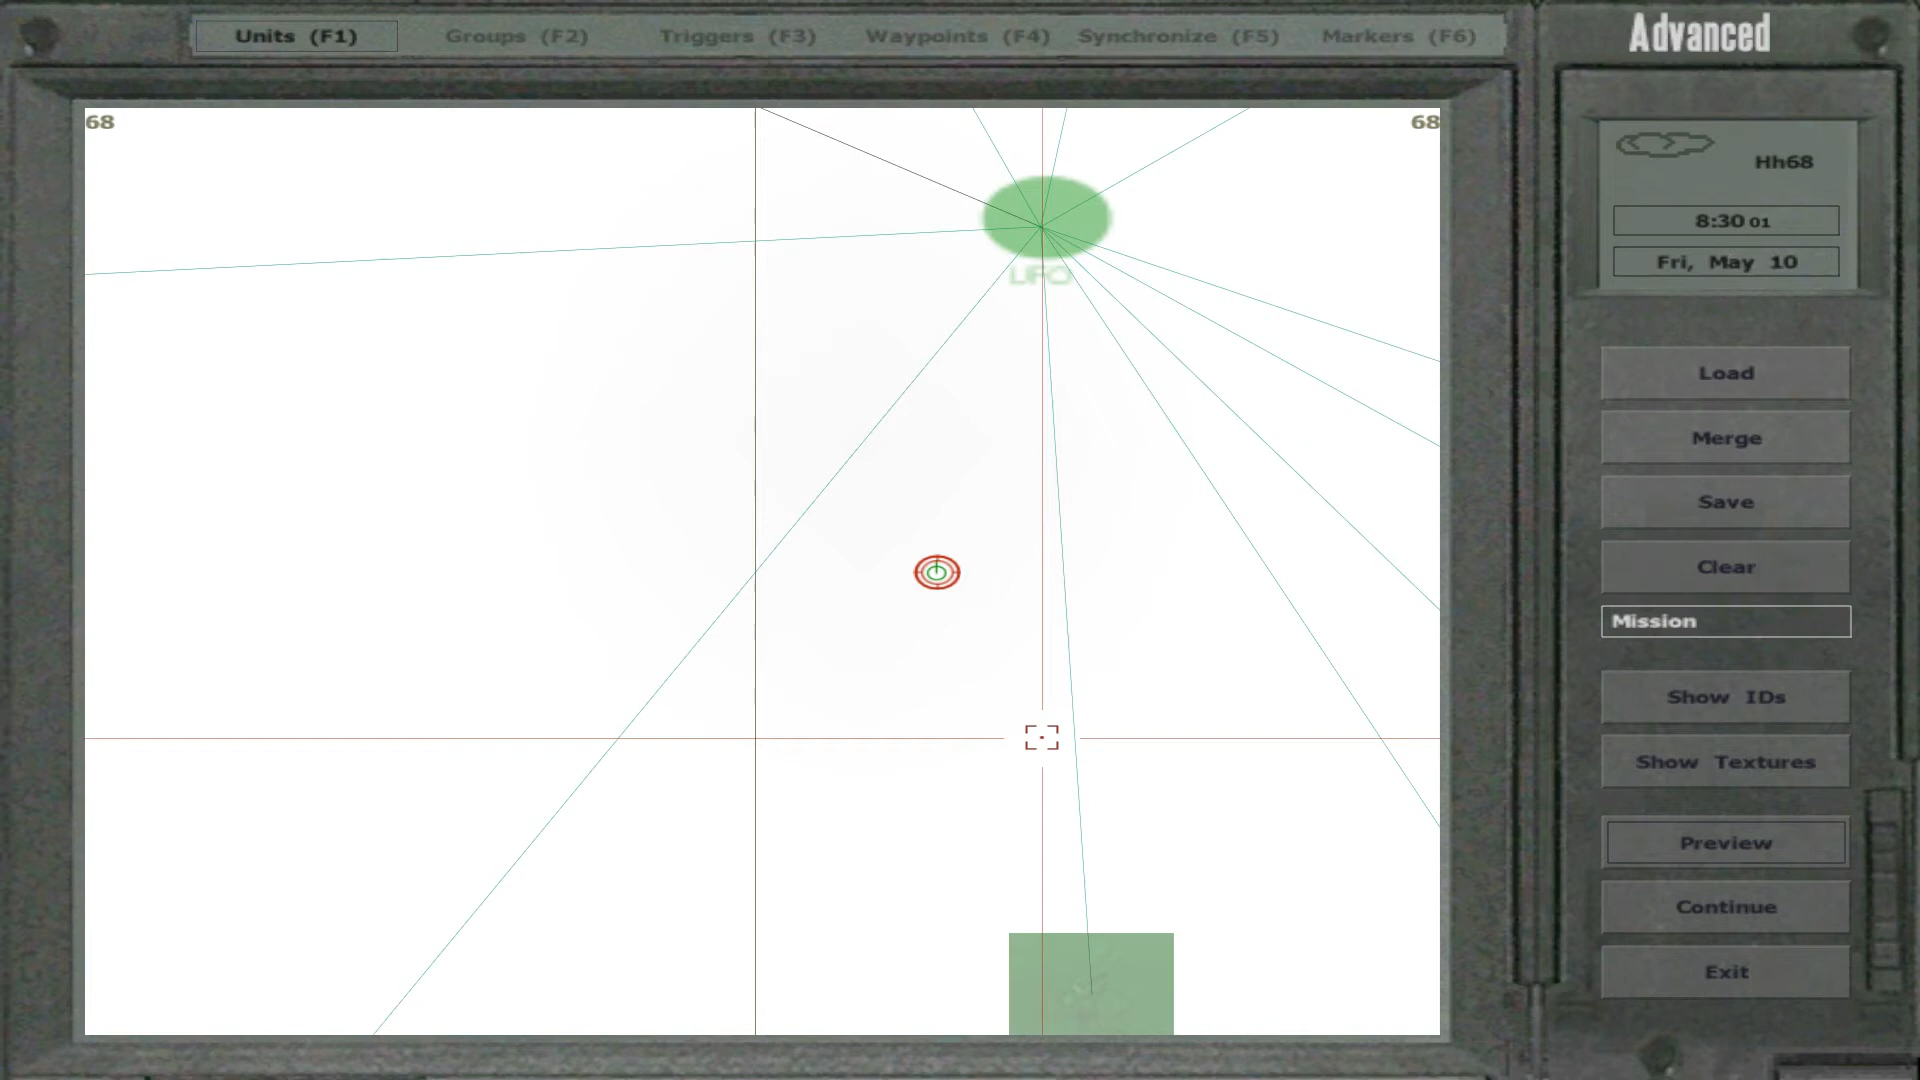 Units (F1) Groups (F2) Triggers (F3) Waypoints (F4) Synchronize (F5) Markers (F6)
Advanced
68 68
Hh68
8:30 01
Fri, May 10
UFO
Load
Merge
Save
Clear
Mission
Show IDs
Show Textures
Preview
Continue
Exit